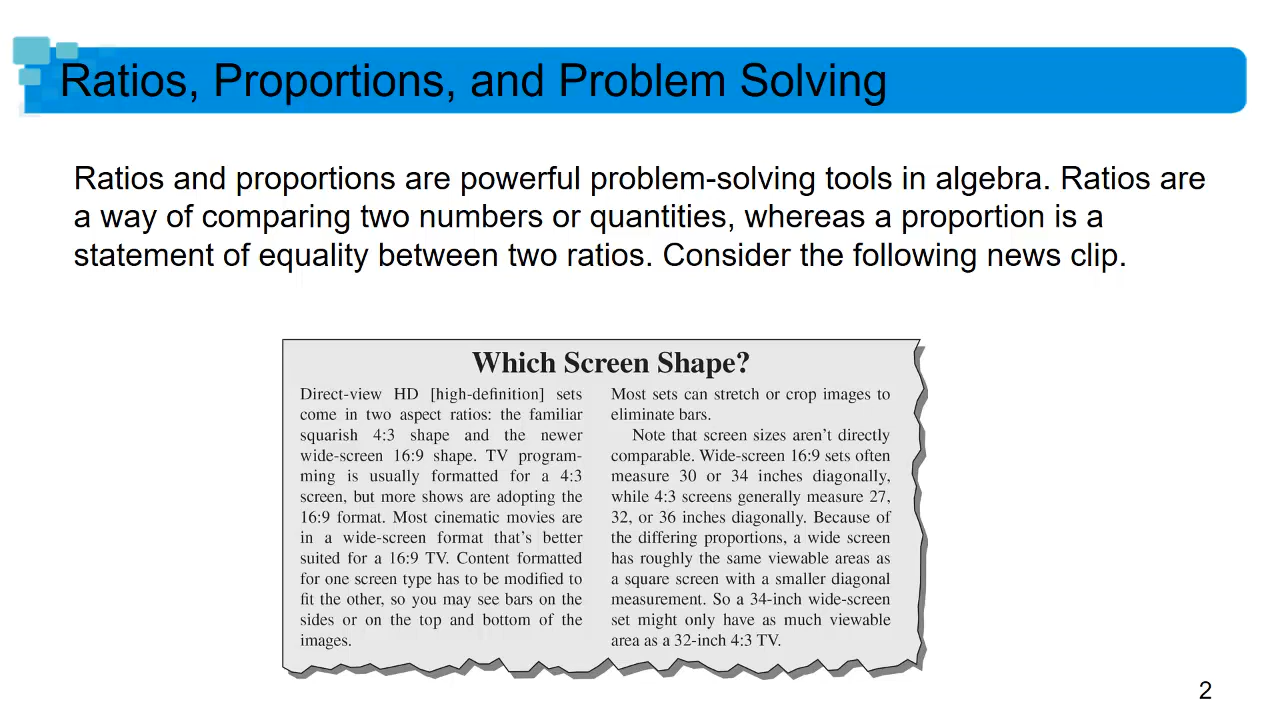 Ratios, Proportions, and Problem Solving
Ratios and proportions are powerful problem-solving tools in algebra. Ratios are
a way of comparing two numbers or quantities, whereas a proportion is a
statement of equality between two ratios. Consider the following news clip.
Which Screen Shape?
Direct-view HD [high-definition] sets
come in two aspect ratios: the familiar
squarish 4:3 shape and the newer
wide-screen 16:9 shape. TV program-
ming is usually formatted for a 4:3
screen, but more shows are adopting the
16:9 format. Most cinematic movies are
in a wide-screen format that's better
suited for a 16:9 TV. Content formatted
for one screen type has to be modified to
fit the other, so you may see bars on the
sides or on the top and bottom of the
images.
Most sets can stretch or crop images to
eliminate bars.
Note that screen sizes aren't directly
comparable. Wide-screen 16:9 sets often
measure 30 or 34 inches diagonally,
while 4:3 screens generally measure 27,
32, or 36 inches diagonally. Because of
the differing proportions, a wide screen
has roughly the same viewable areas as
a square screen with a smaller diagonal
measurement. So a 34-inch wide-screen
set might only have as much viewable
area as a 32-inch 4:3 TV.
2